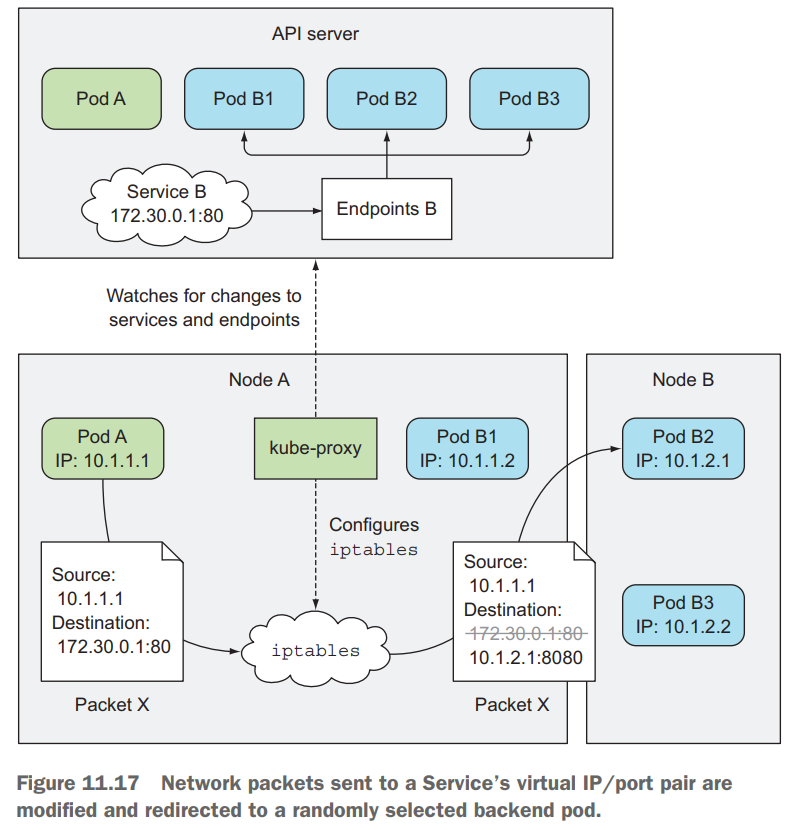 API server
Pod A
Pod B1
Pod B2
Pod B3
Service B
172.30.0.1:80
Endpoints B
Watches for changes to
services and endpoints
Node A
Node B
Pod A
IP: 10.1.1.1
kube-proxy
Pod B1
IP: 10.1.1.2
Pod B2
IP: 10.1.2.1
Configures
iptables
Source:
10.1.1.1
Destination:
172.30.0.1:80
Packet X
iptables
Source:
10.1.1.1
Destination:
172.30.0.1:80
10.1.2.1:8080
Packet X
Pod B3
IP: 10.1.2.2
Figure 11.17 Network packets sent to a Service’s virtual IP/port pair are
modified and redirected to a randomly selected backend pod.